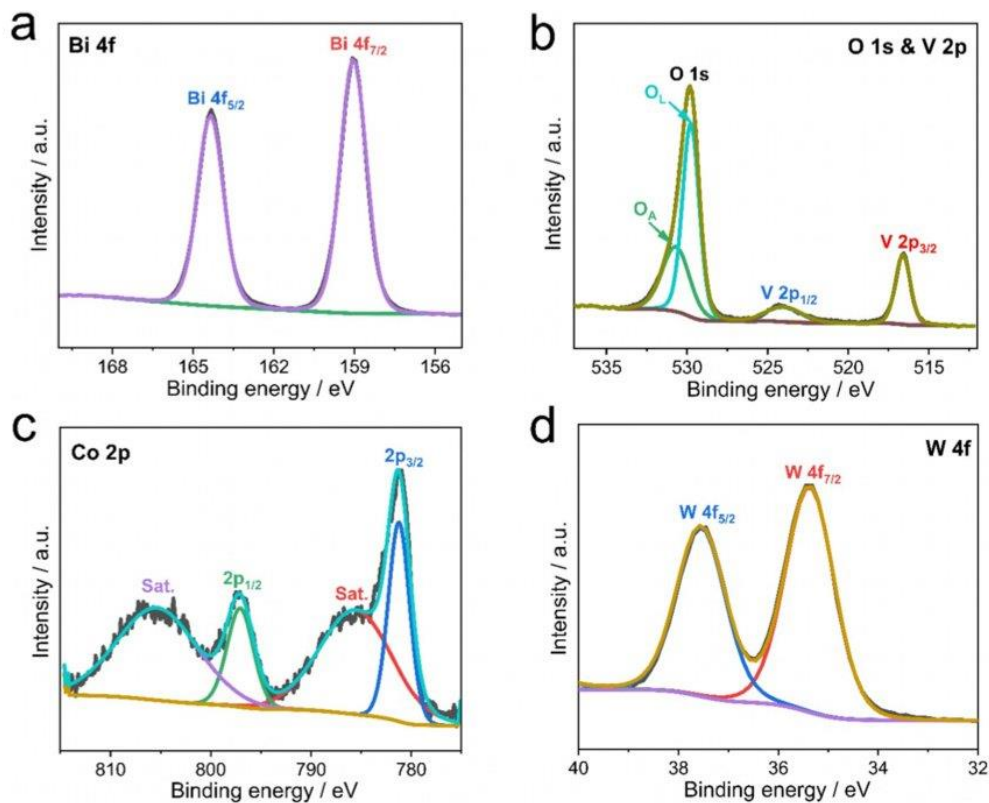 a
Bi 4f
Bi 4f7/2
Bi 4f5/2
Intensity / a.u.
168 165 162 159 156
Binding energy / eV
b
O 1s & V 2p
O 1s
OL
OA
V 2p3/2
V 2p1/2
Intensity / a.u.
535 530 525 520 515
Binding energy / eV
c
Co 2p
2p3/2
2p1/2
Sat.
Sat.
Intensity / a.u.
810 800 790 780
Binding energy / eV
d
W 4f
W 4f7/2
W 4f5/2
Intensity / a.u.
40 38 36 34 32
Binding energy / eV